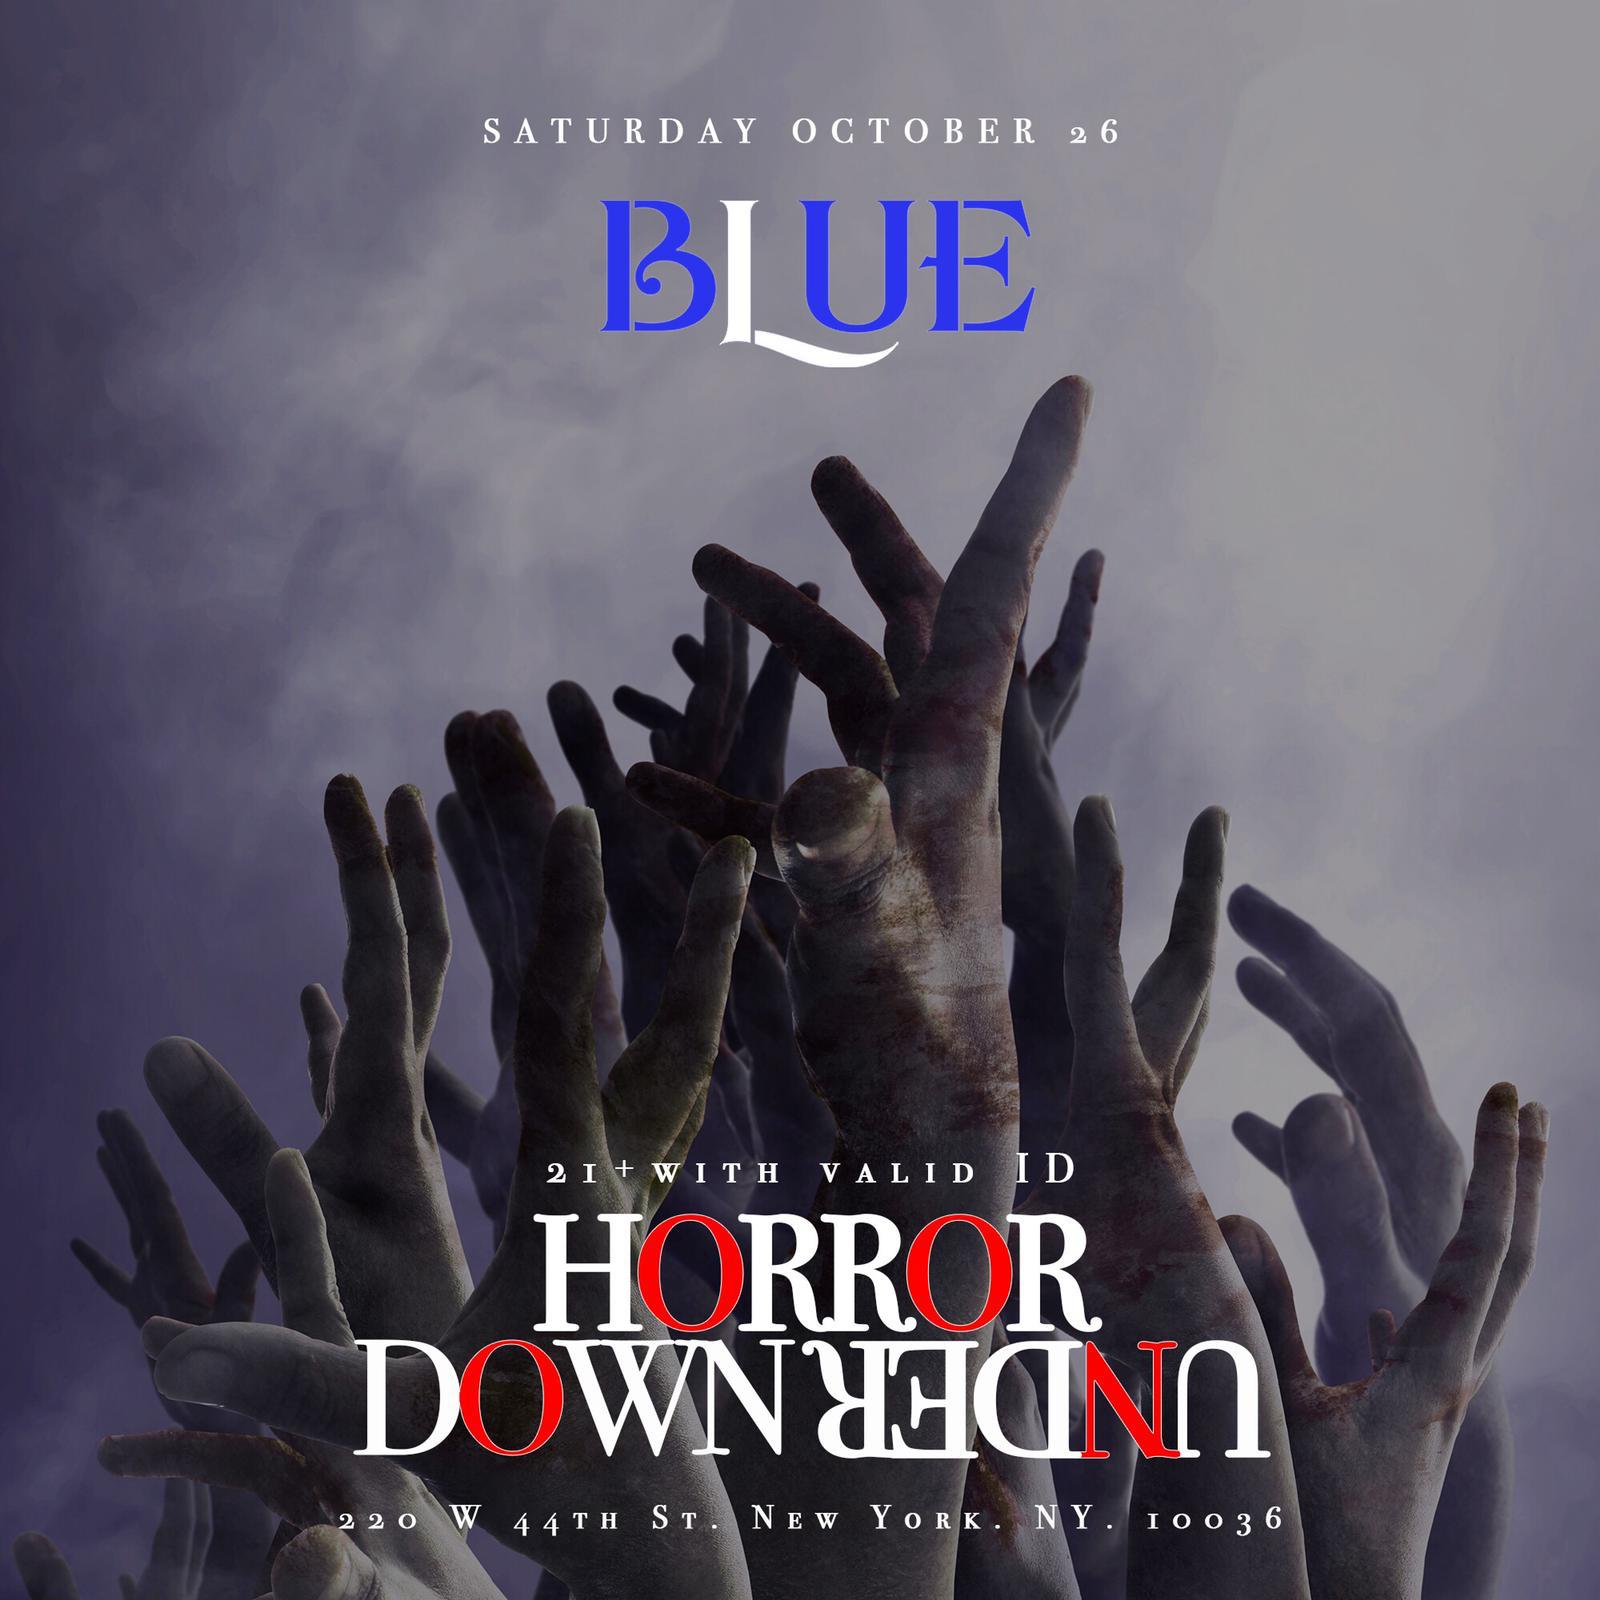 SATURDAY OCTOBER 26
BLUE
21+ WITH VALID ID
HORROR
DOWN UNDER
220 W 44TH ST. NEW YORK. NY. 10036